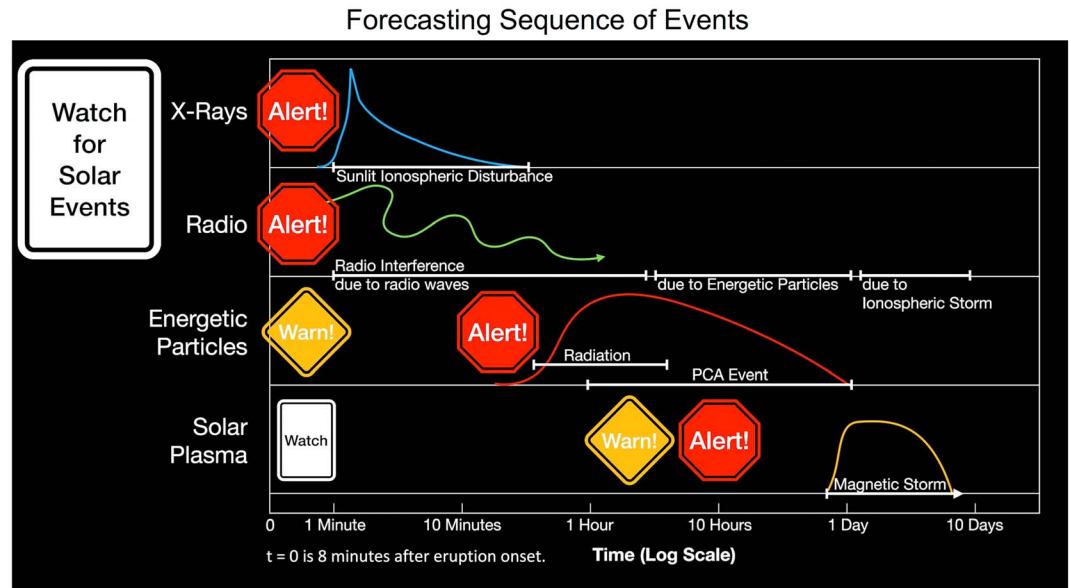 Forecasting Sequence of Events
Watch
for
Solar
Events
X-Rays
Alert!
Sunlit Ionospheric Disturbance
Radio
Alert!
Radio Interference
due to radio waves
due to Energetic Particles
due to
Ionospheric Storm
Energetic
Particles
Warn!
Alert!
Radiation
PCA Event
Solar
Plasma
Watch
Warn!
Alert!
Magnetic Storm
0
1 Minute
10 Minutes
1 Hour
10 Hours
1 Day
10 Days
t = 0 is 8 minutes after eruption onset.
Time (Log Scale)